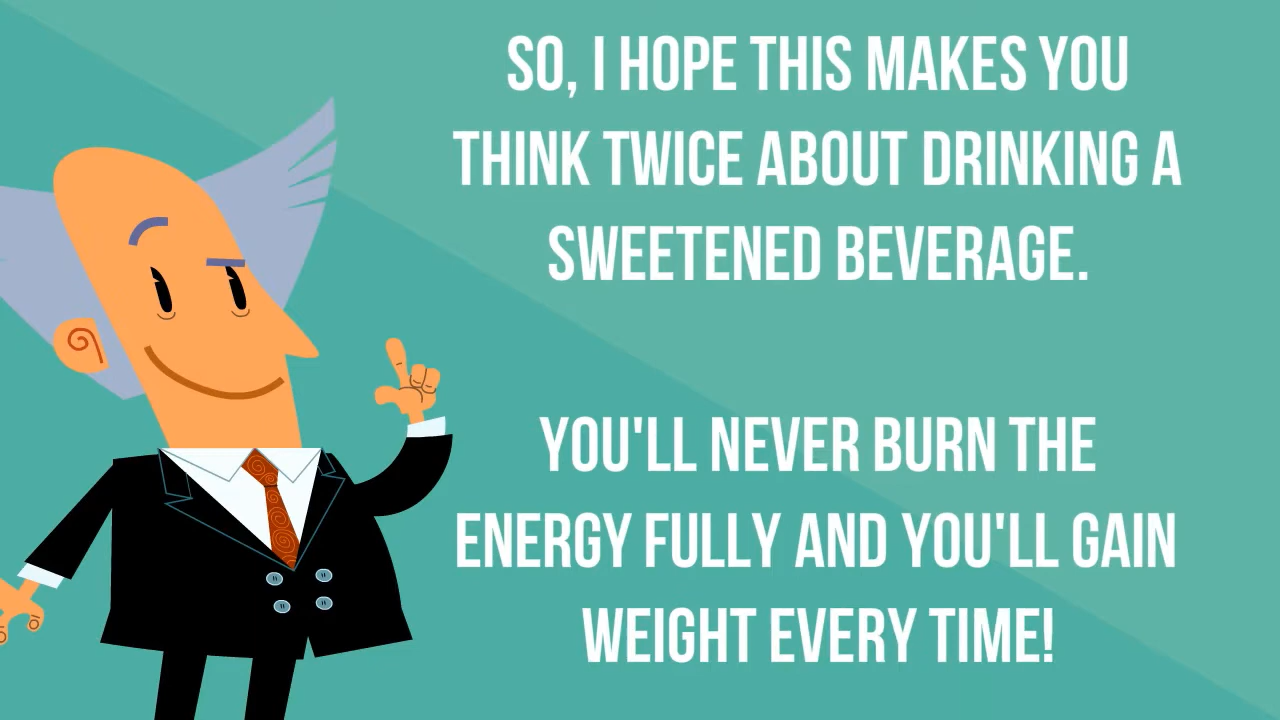 SO, I HOPE THIS MAKES YOU
THINK TWICE ABOUT DRINKING A
SWEETENED BEVERAGE.
YOU'LL NEVER BURN THE
ENERGY FULLY AND YOU'LL GAIN
WEIGHT EVERY TIME!